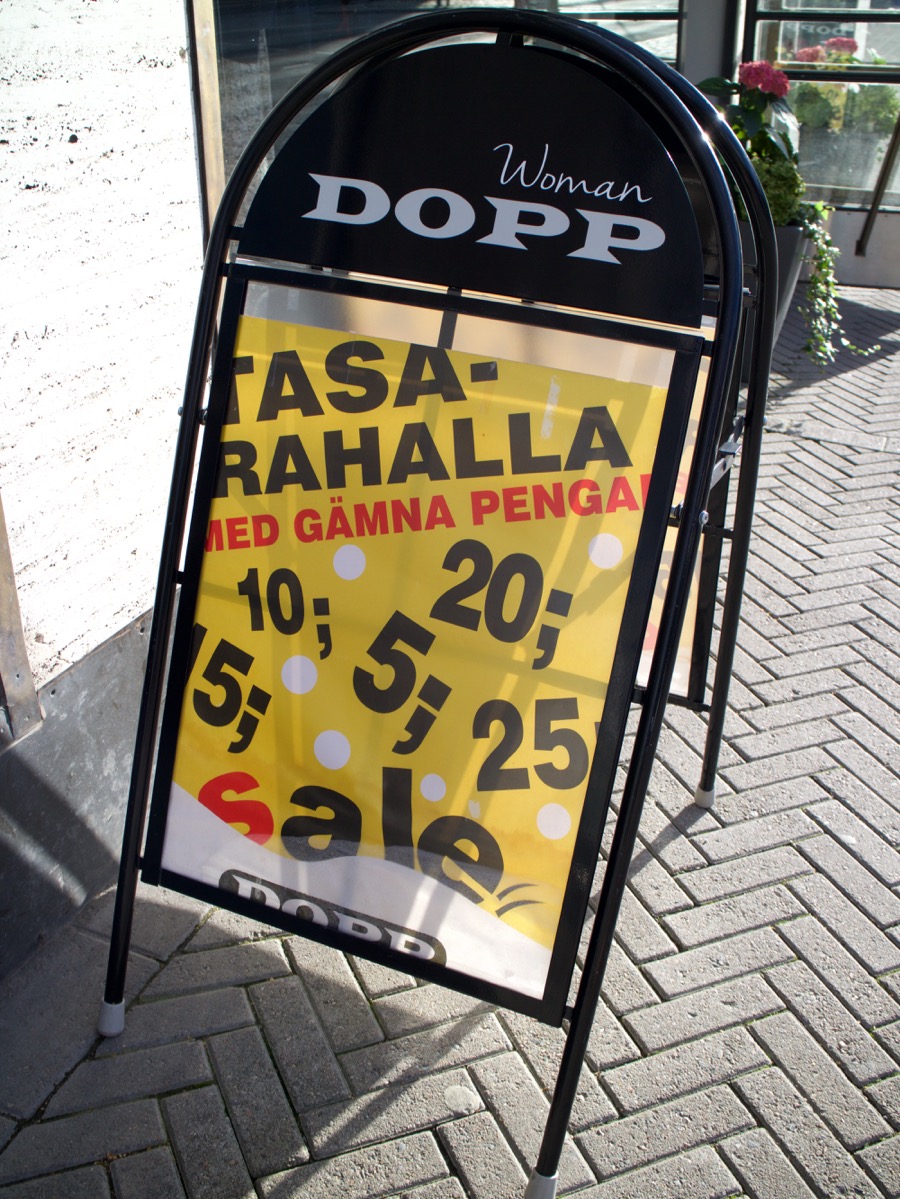 Woman
DOPP
TASA-
RAHALLA
MED GÄMNA PENGAR
10;
20;
15;
5;
25
sale
DOPP